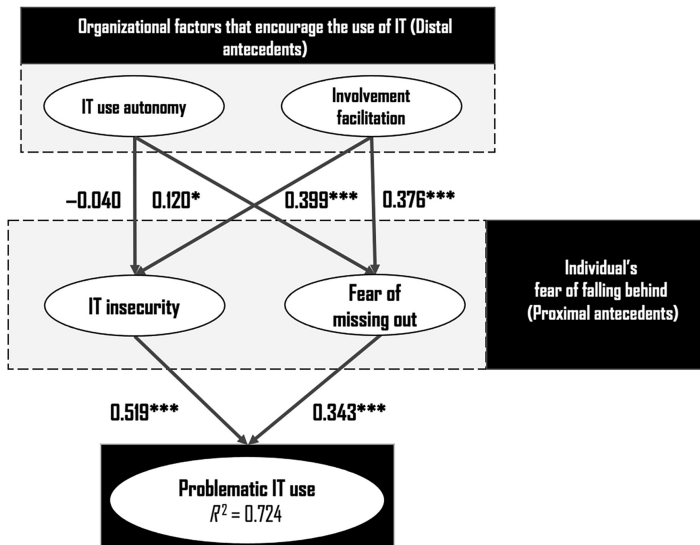 Organizational factors that encourage the use of IT (Distal
antecedents)
IT use autonomy
Involvement
facilitation
−0.040
0.120*
0.399***
0.376***
IT insecurity
Fear of
missing out
Individual's
fear of falling behind
(Proximal antecedents)
0.519***
0.343***
Problematic IT use
R² = 0.724